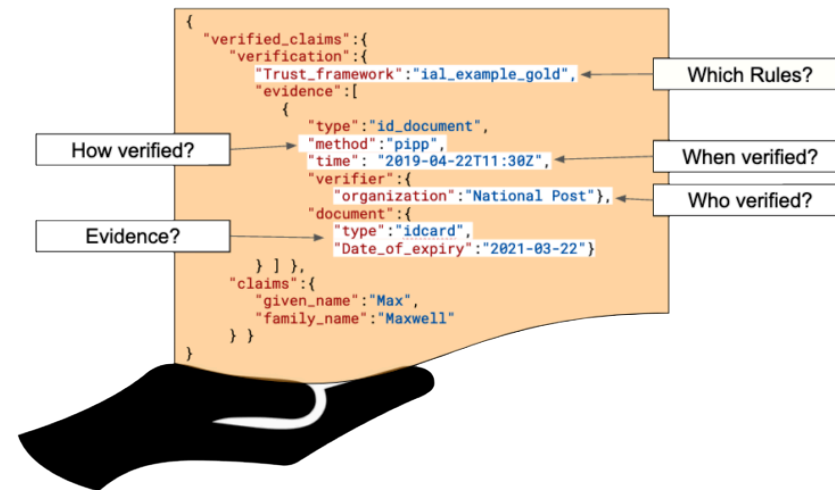 {
"verified_claims":{
"verification":{
"Trust_framework":"ial_example_gold",
Which Rules?
"evidence":[
{
"type":"id_document",
How verified?
"method":"pipp",
"time": "2019-04-22T11:30Z",
When verified?
"verifier":{
"organization":"National Post"},
Who verified?
"document":{
Evidence?
"type":"idcard",
"Date_of_expiry":"2021-03-22"}
} ] },
"claims":{
"given_name":"Max",
"family_name":"Maxwell"
} }
}